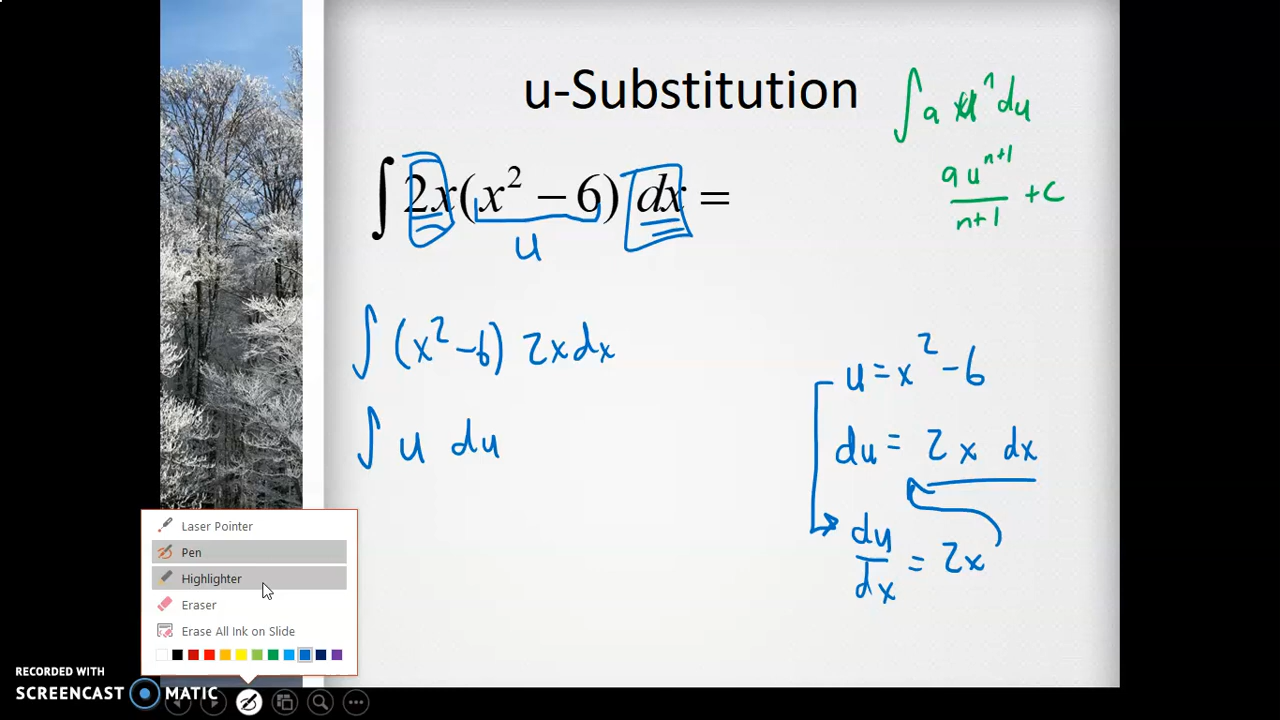 u-Substitution
∫ a u^n du
au^(n+1)/(n+1) + C
∫ 2x(x² − 6) dx =
u
∫ (x² − 6) 2x dx
∫ u du
u = x² − 6
du = 2x dx
du/dx = 2x
Laser Pointer
Pen
Highlighter
Eraser
Erase All Ink on Slide
RECORDED WITH
SCREENCAST MATIC